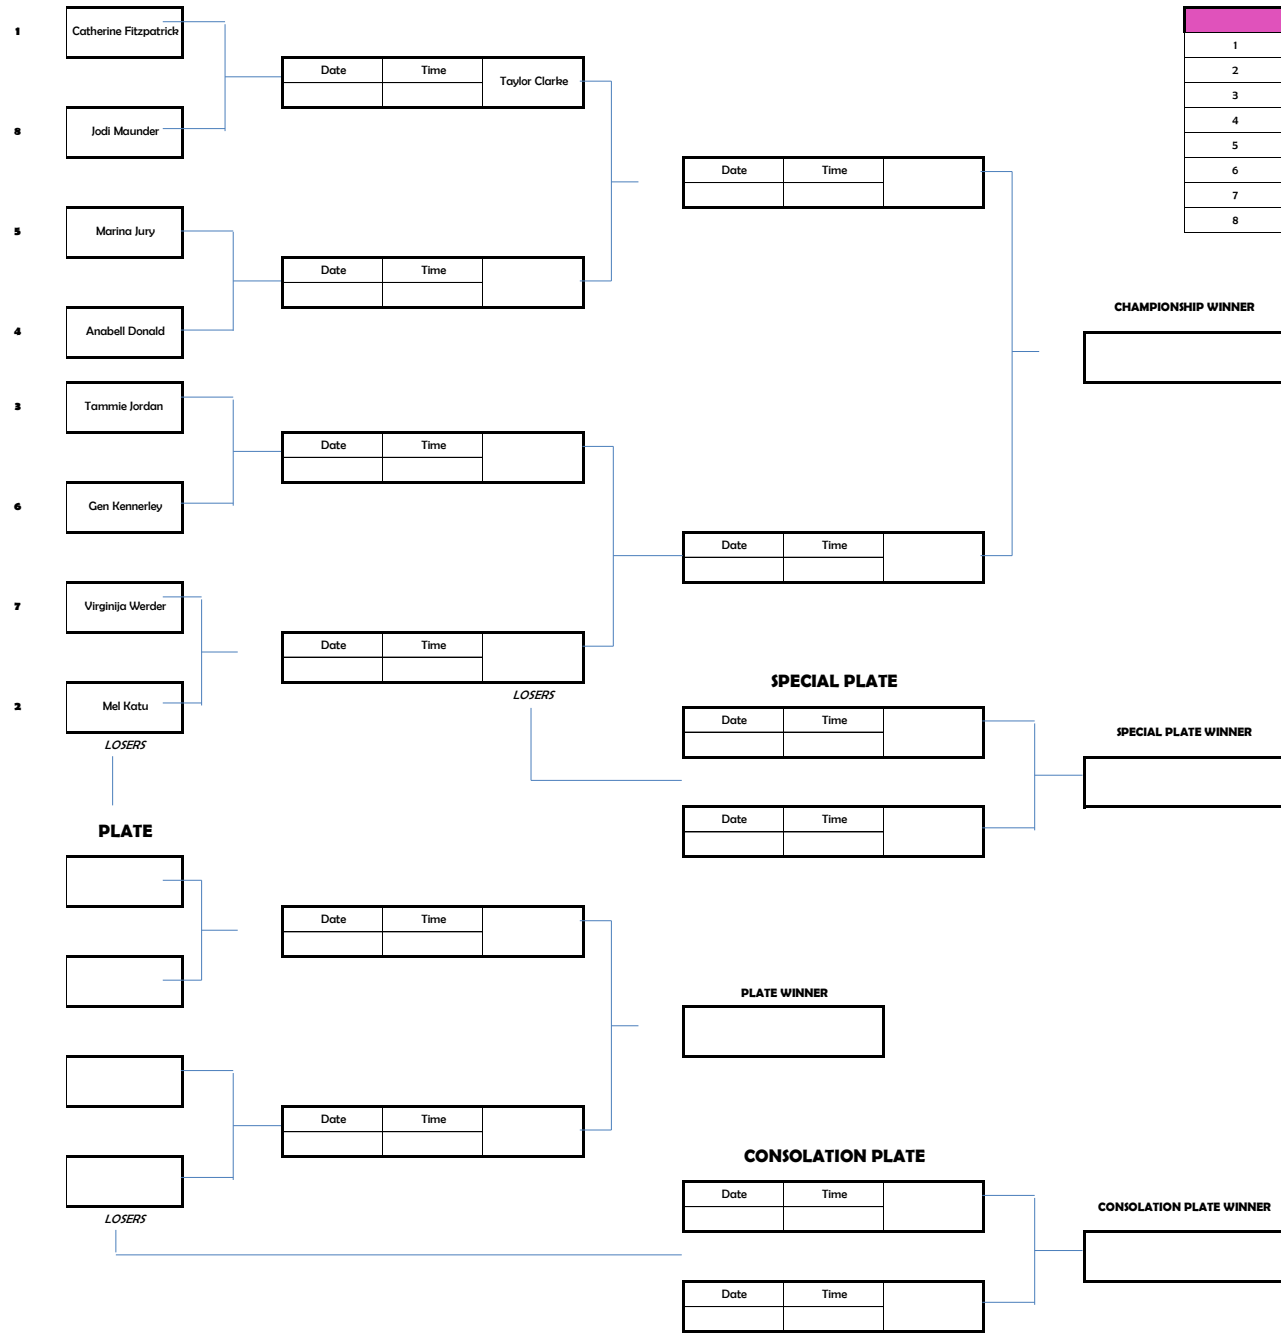 1
Catherine Fitzpatrick
Date Time
Taylor Clarke
8
Jodi Maunder
Date Time
1
2
3
4
5
6
7
8
5
Marina Jury
Date Time
4
Anabell Donald
CHAMPIONSHIP WINNER
3
Tammie Jordan
Date Time
6
Gen Kennerley
Date Time
7
Virginija Werder
Date Time
2
Mel Katu
LOSERS
LOSERS
SPECIAL PLATE
Date Time
SPECIAL PLATE WINNER
Date Time
PLATE
Date Time
PLATE WINNER
Date Time
LOSERS
CONSOLATION PLATE
Date Time
CONSOLATION PLATE WINNER
Date Time